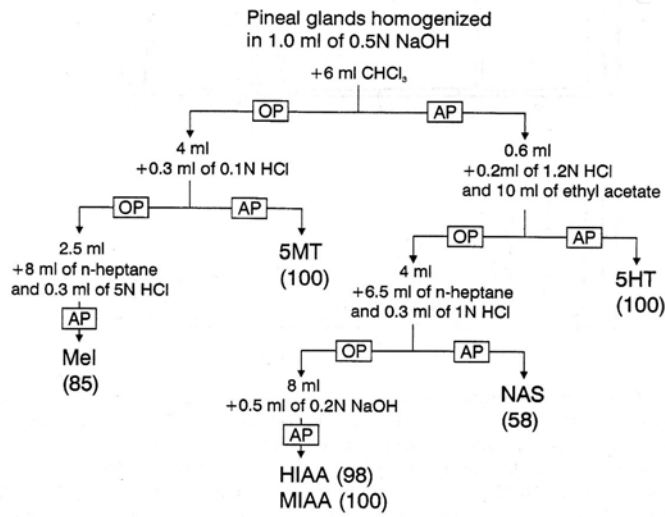 Pineal glands homogenized
in 1.0 ml of 0.5N NaOH
+6 ml CHCl₃
OP
AP
4 ml
+0.3 ml of 0.1N HCl
0.6 ml
+0.2ml of 1.2N HCl
and 10 ml of ethyl acetate
OP
AP
2.5 ml
+8 ml of n-heptane
and 0.3 ml of 5N HCl
5MT
(100)
OP
AP
4 ml
+6.5 ml of n-heptane
and 0.3 ml of 1N HCl
5HT
(100)
AP
Mel
(85)
OP
AP
8 ml
+0.5 ml of 0.2N NaOH
NAS
(58)
AP
HIAA (98)
MIAA (100)